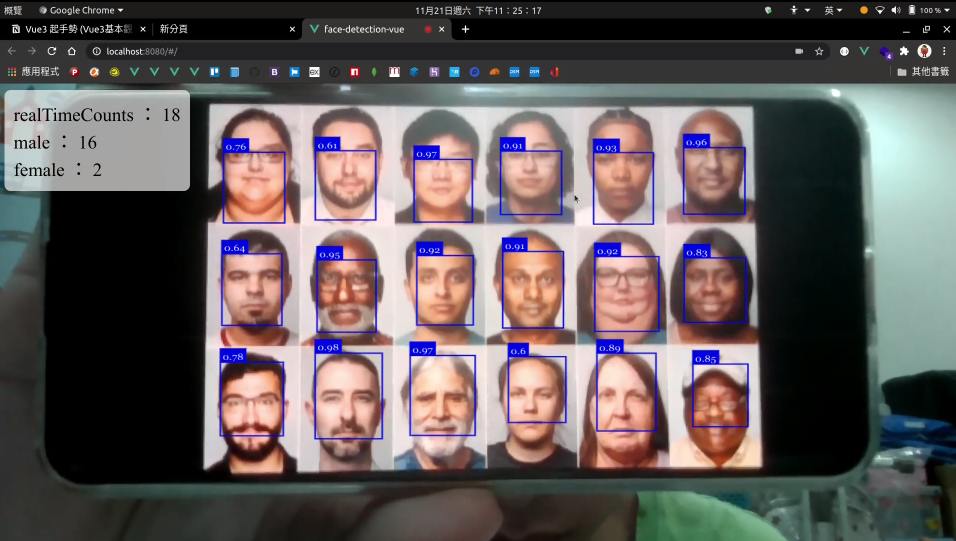 概覽
Google Chrome
11月21日週六 下午11：25：17
英
100 %
Vue3 起手勢 (Vue3基本觀
新分頁
face-detection-vue
localhost:8080/#/
4
應用程式
其他書籤
realTimeCounts ： 18
male ： 16
female ： 2
0.76
0.61
0.97
0.91
0.93
0.96
0.64
0.95
0.92
0.91
0.92
0.83
0.78
0.98
0.97
0.6
0.89
0.85